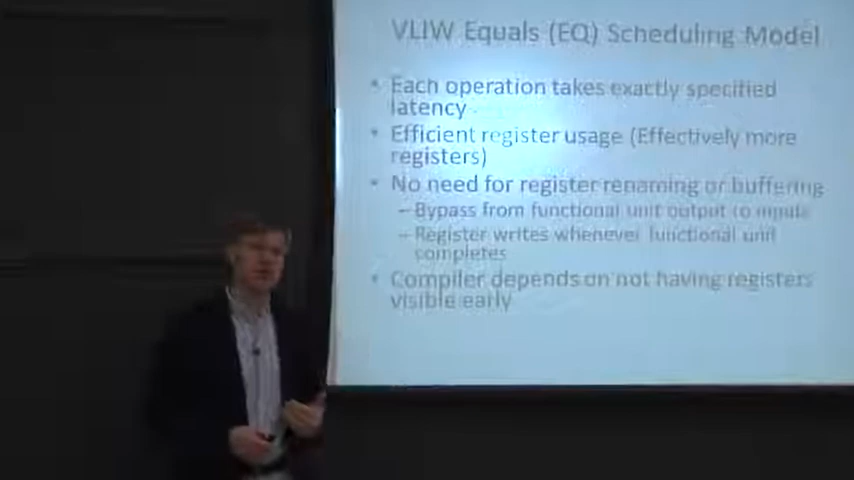 VLIW Equals (EQ) Scheduling Model
• Each operation takes exactly specified
latency
• Efficient register usage (Effectively more
registers)
• No need for register renaming or buffering
– Bypass from functional unit output to inputs
– Register writes whenever functional unit
completes
• Compiler depends on not having registers
visible early